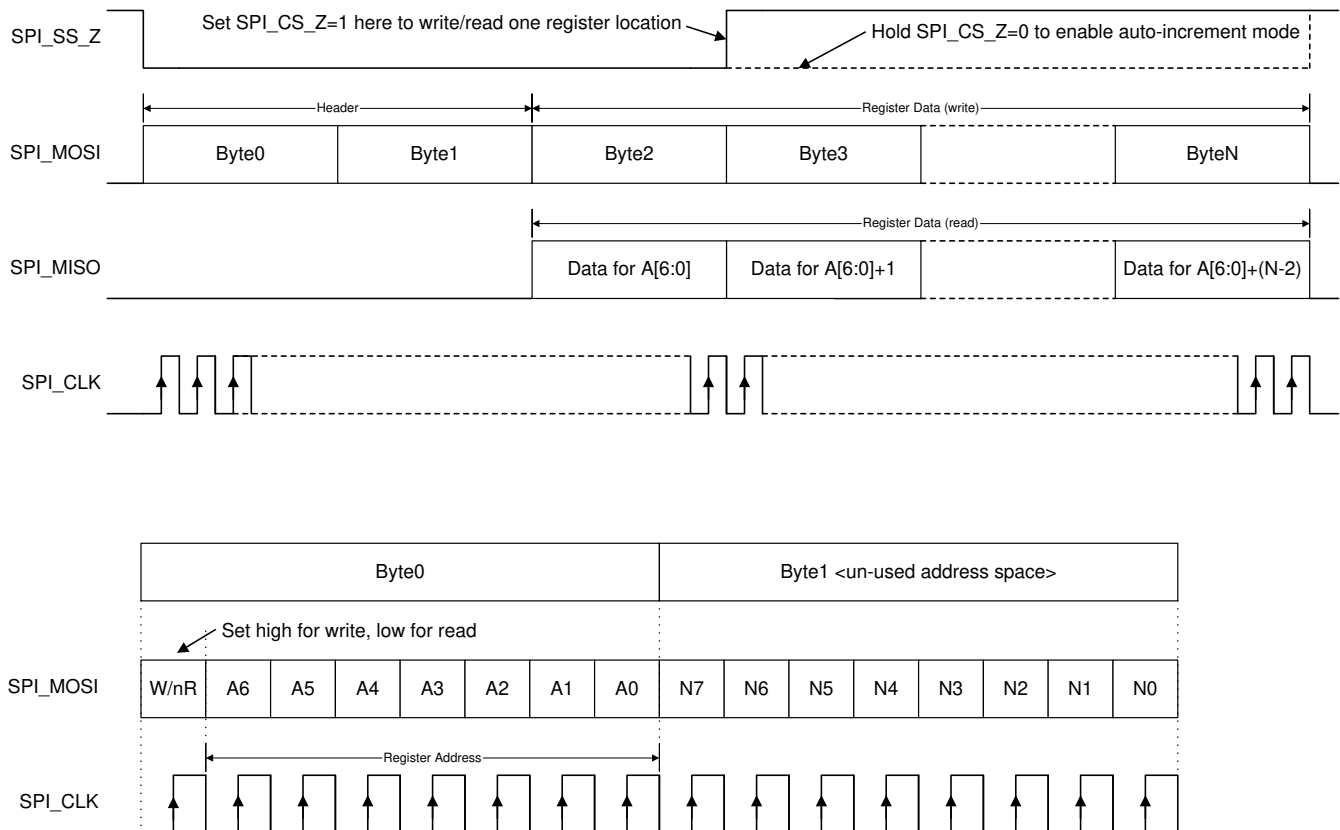 SPI_SS_Z
Set SPI_CS_Z=1 here to write/read one register location
Hold SPI_CS_Z=0 to enable auto-increment mode
Header
Register Data (write)
SPI_MOSI
Byte0
Byte1
Byte2
Byte3
ByteN
Register Data (read)
SPI_MISO
Data for A[6:0]
Data for A[6:0]+1
Data for A[6:0]+(N-2)
SPI_CLK
Byte0
Byte1 <un-used address space>
Set high for write, low for read
SPI_MOSI
W/nR
A6
A5
A4
A3
A2
A1
A0
N7
N6
N5
N4
N3
N2
N1
N0
Register Address
SPI_CLK